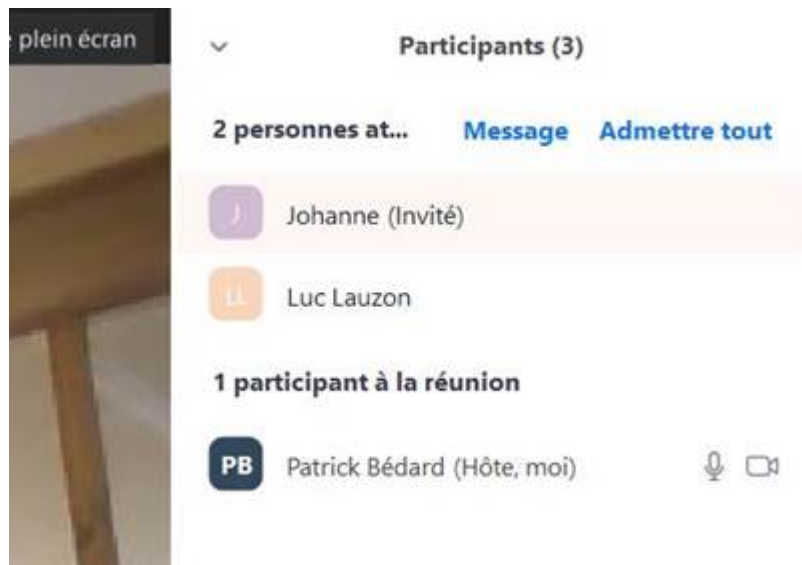 plein écran
Participants (3)
2 personnes at... Message Admettre tout
J Johanne (Invité)
LL Luc Lauzon
1 participant à la réunion
PB Patrick Bédard (Hôte, moi)